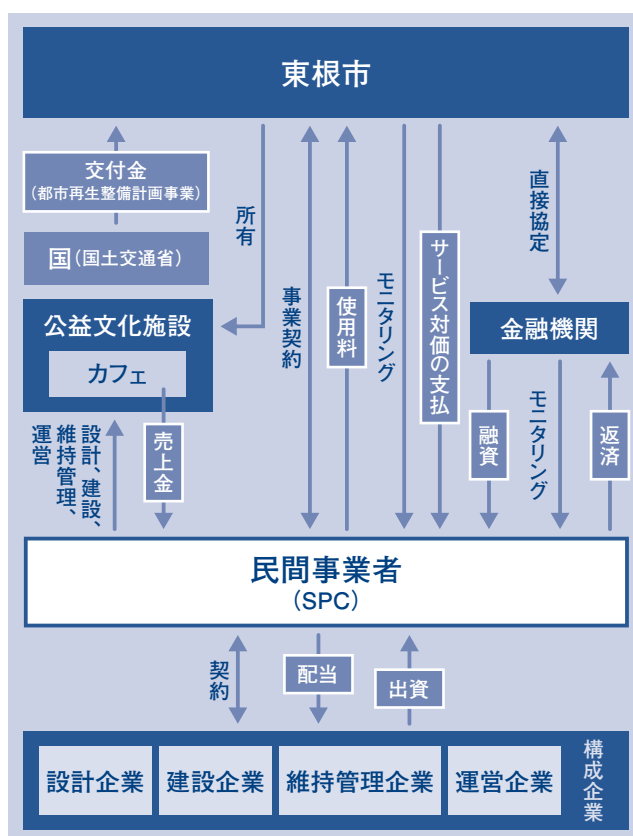 東根市
交付金
(都市再生整備計画事業)
国(国土交通省)
所有
事業契約
使用料
モニタリング
サービス対価の支払
直接協定
公益文化施設
カフェ
金融機関
設計、建設、
維持管理、
運営
売上金
融資
モニタリング
返済
民間事業者
(SPC)
契約
配当
出資
設計企業
建設企業
維持管理企業
運営企業
構成企業